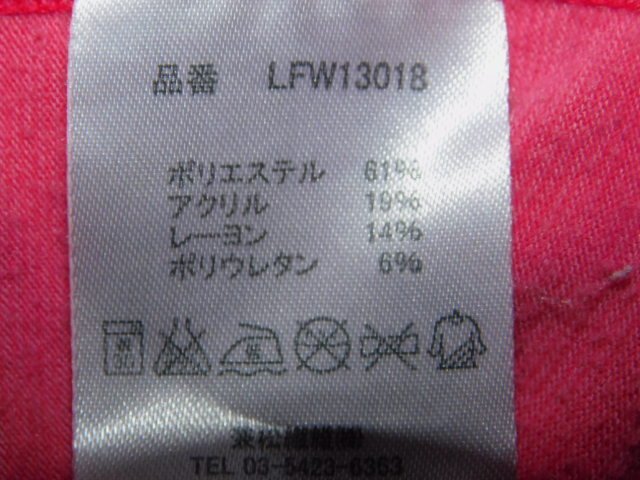 品番 LFW13018
ポリエステル 61%
アクリル 19%
レーヨン 14%
ポリウレタン 6%
TEL 03-5423-6363